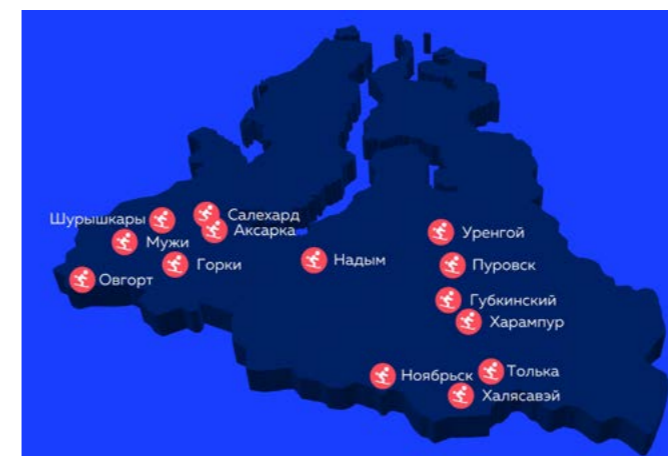 Шурышкары
Салехард
Аксарка
Мужи
Горки
Овгорт
Надым
Уренгой
Пуровск
Губкинский
Харампур
Ноябрьск
Толька
Халясавэй